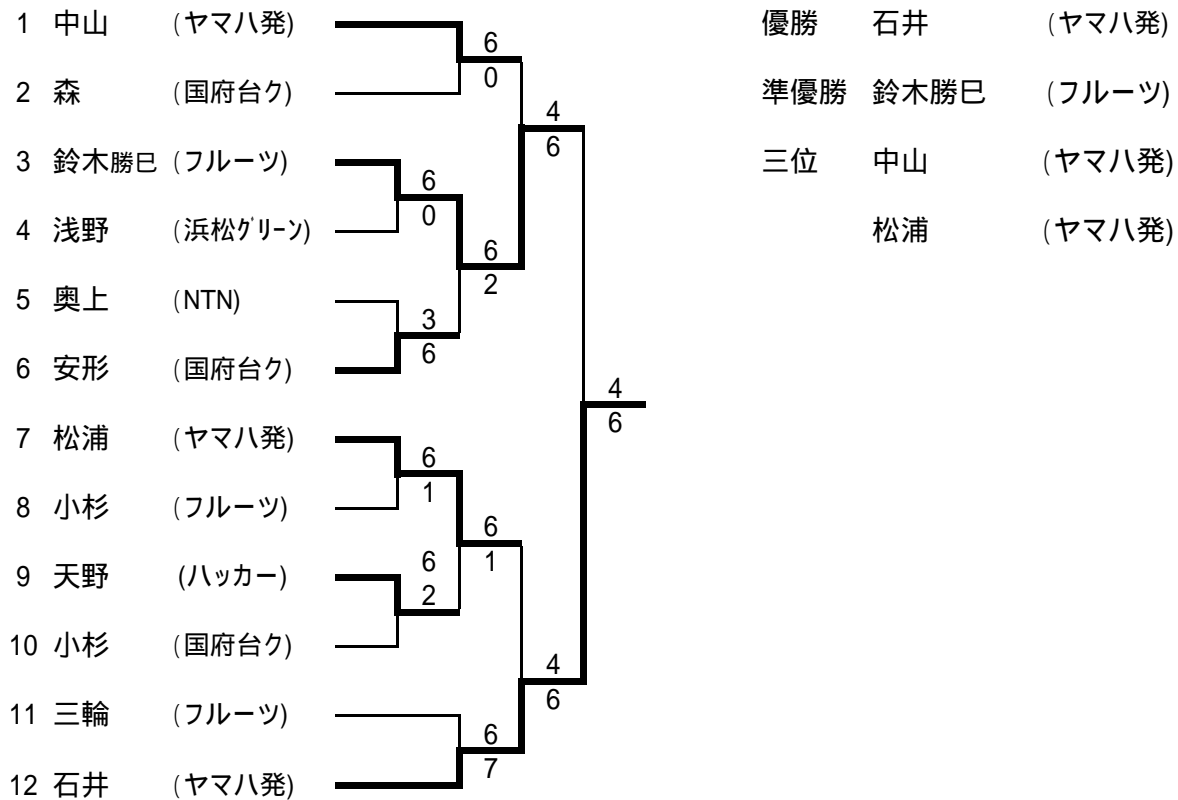 1 中山 (ヤマハ発)
2 森 (国府台ク)
3 鈴木勝巳 (フルーツ)
4 浅野 (浜松グリーン)
5 奥上 (NTN)
6 安形 (国府台ク)
7 松浦 (ヤマハ発)
8 小杉 (フルーツ)
9 天野 (ハッカー)
10 小杉 (国府台ク)
11 三輪 (フルーツ)
12 石井 (ヤマハ発)
6
0
6
0
3
6
6
1
6
2
6
7
6
2
6
1
4
6
4
6
4
6
優勝 石井 (ヤマハ発)
準優勝 鈴木勝巳 (フルーツ)
三位 中山 (ヤマハ発)
松浦 (ヤマハ発)